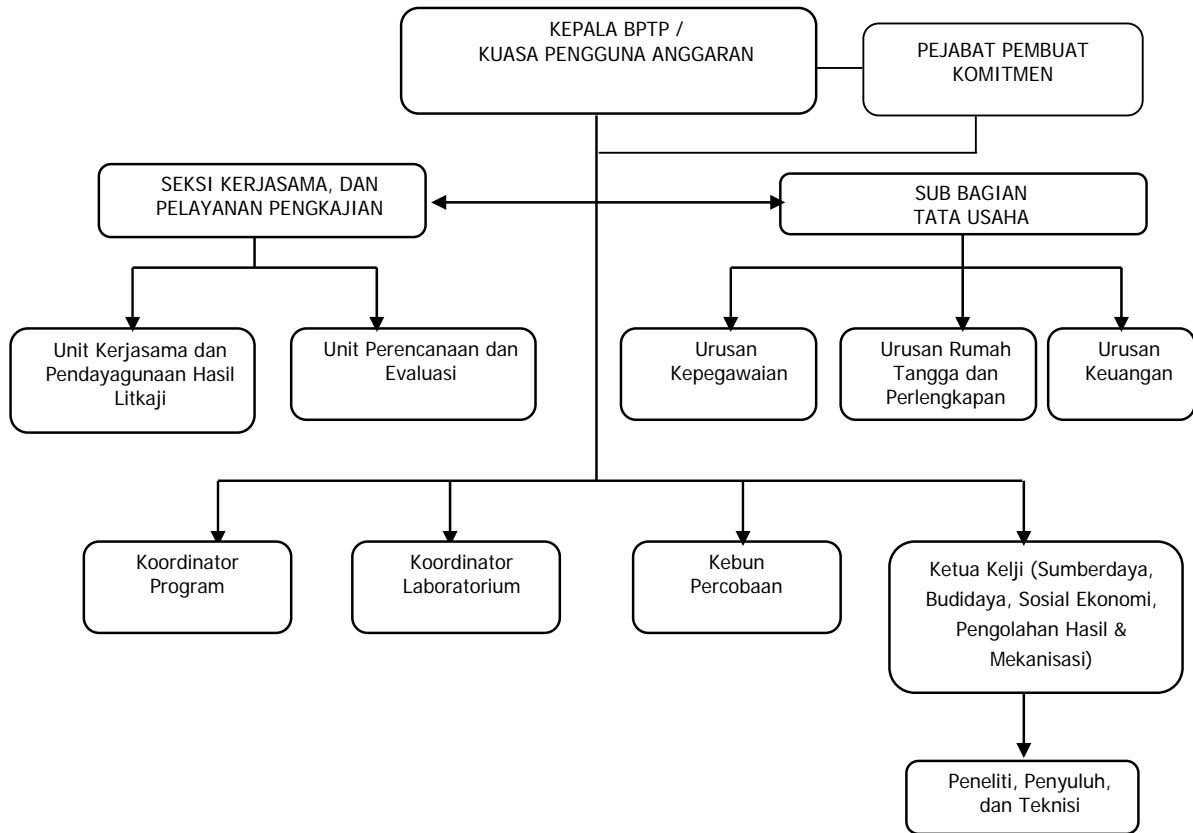 KEPALA BPTP /
KUASA PENGGUNA ANGGARAN
PEJABAT PEMBUAT
KOMITMEN
SEKSI KERJASAMA, DAN
PELAYANAN PENGKAJIAN
SUB BAGIAN
TATA USAHA
Unit Kerjasama dan
Pendayagunaan Hasil
Litkaji
Unit Perencanaan dan
Evaluasi
Urusan
Kepegawaian
Urusan Rumah
Tangga dan
Perlengkapan
Urusan
Keuangan
Koordinator
Program
Koordinator
Laboratorium
Kebun
Percobaan
Ketua Kelji (Sumberdaya,
Budidaya, Sosial Ekonomi,
Pengolahan Hasil &
Mekanisasi)
Peneliti, Penyuluh,
dan Teknisi